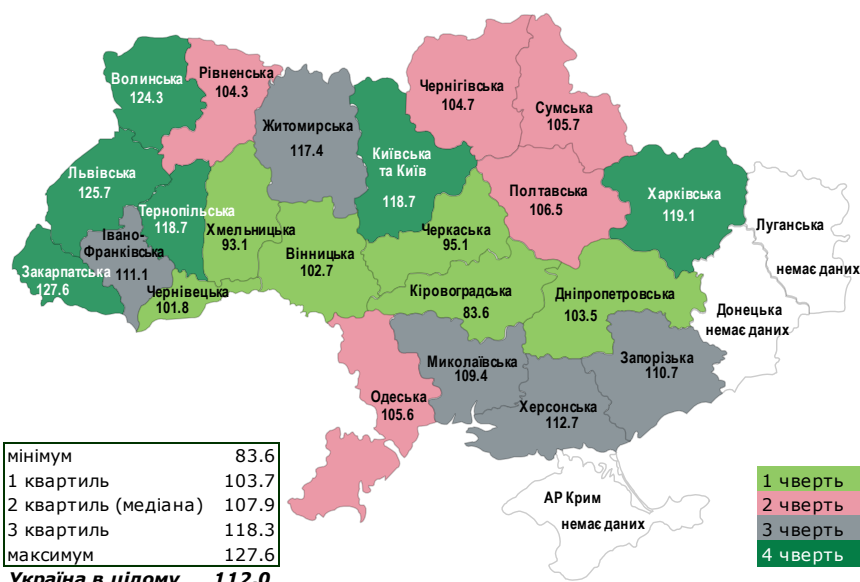 Волинська
124.3
Рівненська
104.3
Житомирська
117.4
Київська
та Київ
118.7
Чернігівська
104.7
Сумська
105.7
Львівська
125.7
Тернопільська
118.7
Хмельницька
93.1
Івано-
Франківська
111.1
Закарпатська
127.6
Чернівецька
101.8
Вінницька
102.7
Черкаська
95.1
Полтавська
106.5
Харківська
119.1
Луганська
немає даних
Кіровоградська
83.6
Дніпропетровська
103.5
Донецька
немає даних
Миколаївська
109.4
Запорізька
110.7
Одеська
105.6
Херсонська
112.7
АР Крим
немає даних
мінімум 83.6
1 квартиль 103.7
2 квартиль (медіана) 107.9
3 квартиль 118.3
максимум 127.6
Україна в цілому 112.0
1 чверть
2 чверть
3 чверть
4 чверть